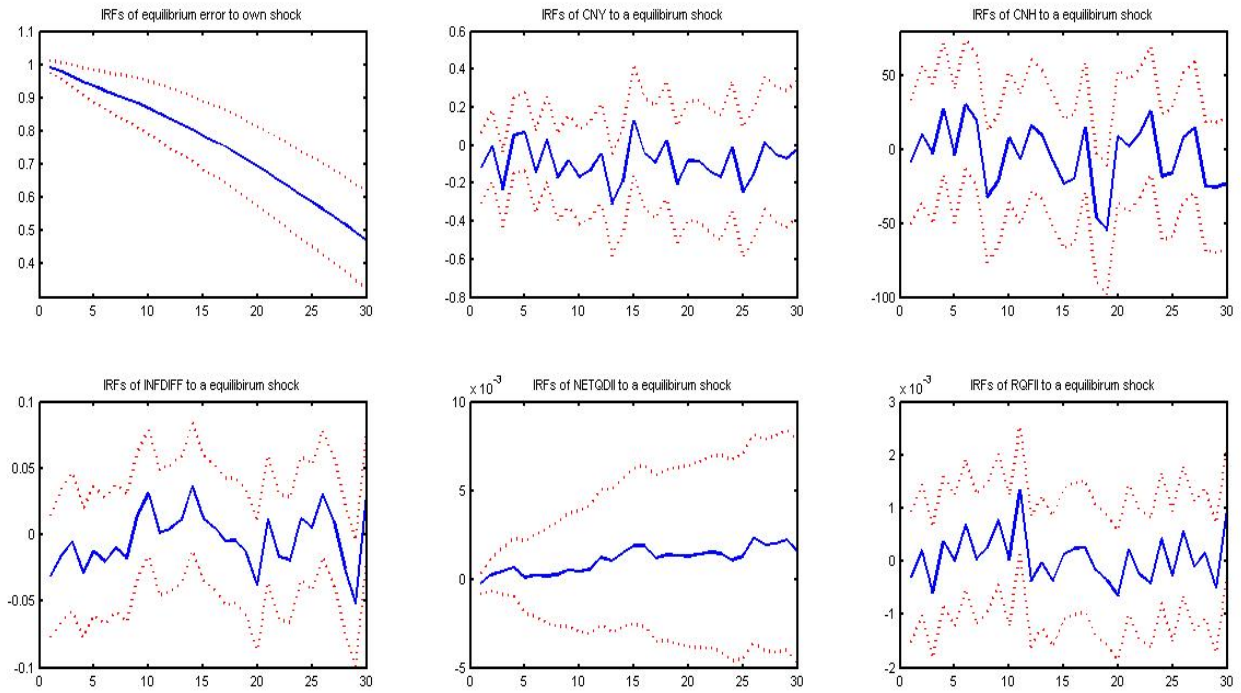 IRFs of equilibrium error to own shock
1.1
1
0.9
0.8
0.7
0.6
0.5
0.4
0 5 10 15 20 25 30
IRFs of CNY to a equilibirum shock
0.6
0.4
0.2
0
-0.2
-0.4
-0.6
-0.8
0 5 10 15 20 25 30
IRFs of CNH to a equilibirum shock
50
0
-50
-100
0 5 10 15 20 25 30
IRFs of INFDIFF to a equilibirum shock
0.1
0.05
0
-0.05
-0.1
0 5 10 15 20 25 30
IRFs of NETQDII to a equilibirum shock
x 10-3
10
5
0
-5
0 5 10 15 20 25 30
IRFs of RQFII to a equilibirum shock
x 10-3
3
2
1
0
-1
-2
0 5 10 15 20 25 30